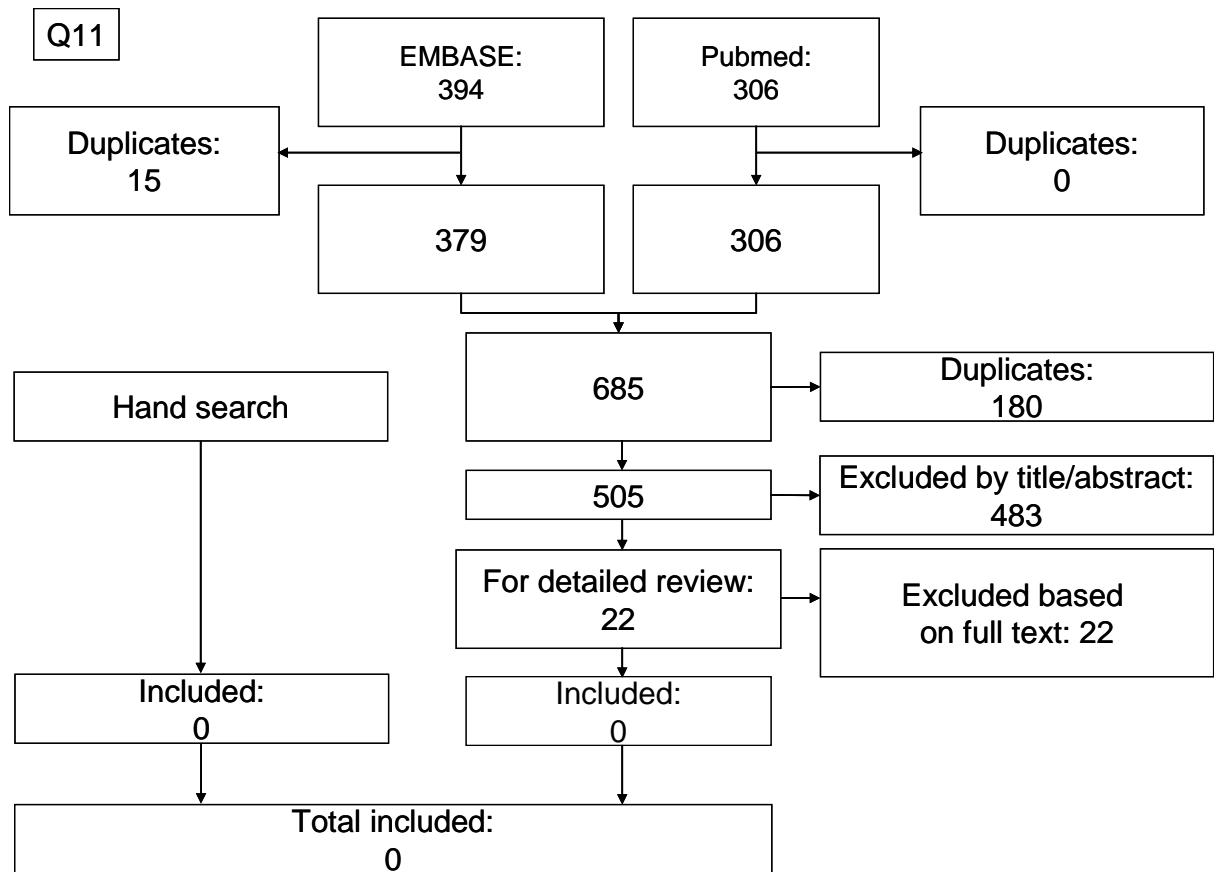 Q11
EMBASE:
394
Pubmed:
306
Duplicates:
15
Duplicates:
0
379
306
685
Duplicates:
180
Hand search
505
Excluded by title/abstract:
483
For detailed review:
22
Excluded based
on full text: 22
Included:
0
Included:
0
Total included:
0